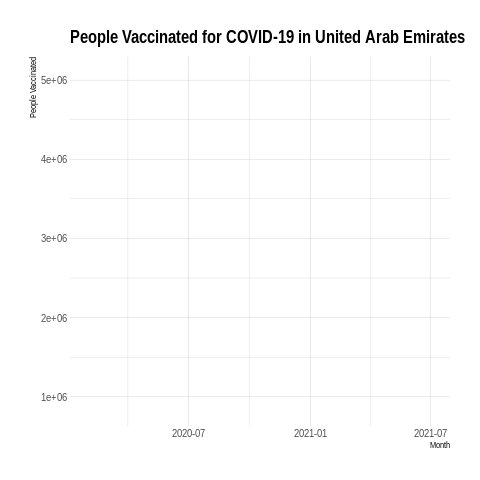 People Vaccinated for COVID-19 in United Arab Emirates
People Vaccinated
5e+06
4e+06
3e+06
2e+06
1e+06
2020-07 2021-01 2021-07
Month